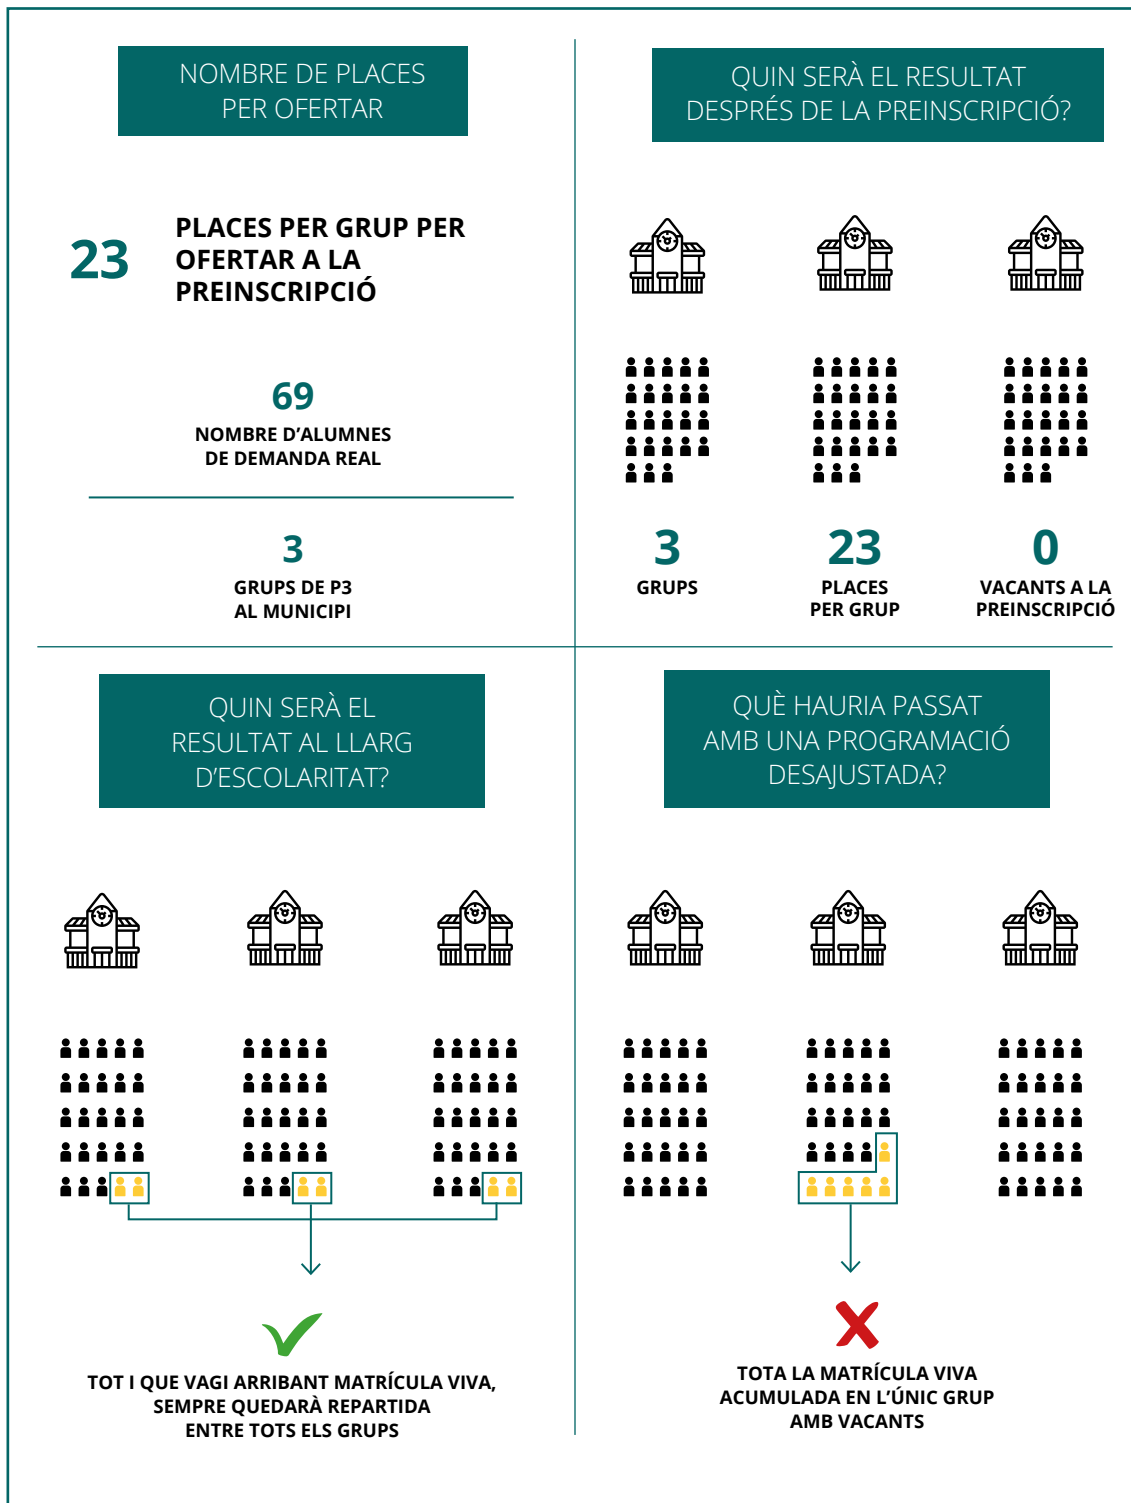 NOMBRE DE PLACES
PER OFERTAR
23
PLACES PER GRUP PER
OFERTAR A LA
PREINSCRIPCIÓ
69
NOMBRE D’ALUMNES
DE DEMANDA REAL
3
GRUPS DE P3
AL MUNICIPI
QUIN SERÀ EL RESULTAT
DESPRÉS DE LA PREINSCRIPCIÓ?
3
GRUPS
23
PLACES
PER GRUP
0
VACANTS A LA
PREINSCRIPCIÓ
QUIN SERÀ EL
RESULTAT AL LLARG
D’ESCOLARITAT?
TOT I QUE VAGI ARRIBANT MATRÍCULA VIVA,
SEMPRE QUEDARÀ REPARTIDA
ENTRE TOTS ELS GRUPS
QUÈ HAURIA PASSAT
AMB UNA PROGRAMACIÓ
DESAJUSTADA?
TOTA LA MATRÍCULA VIVA
ACUMULADA EN L’ÚNIC GRUP
AMB VACANTS